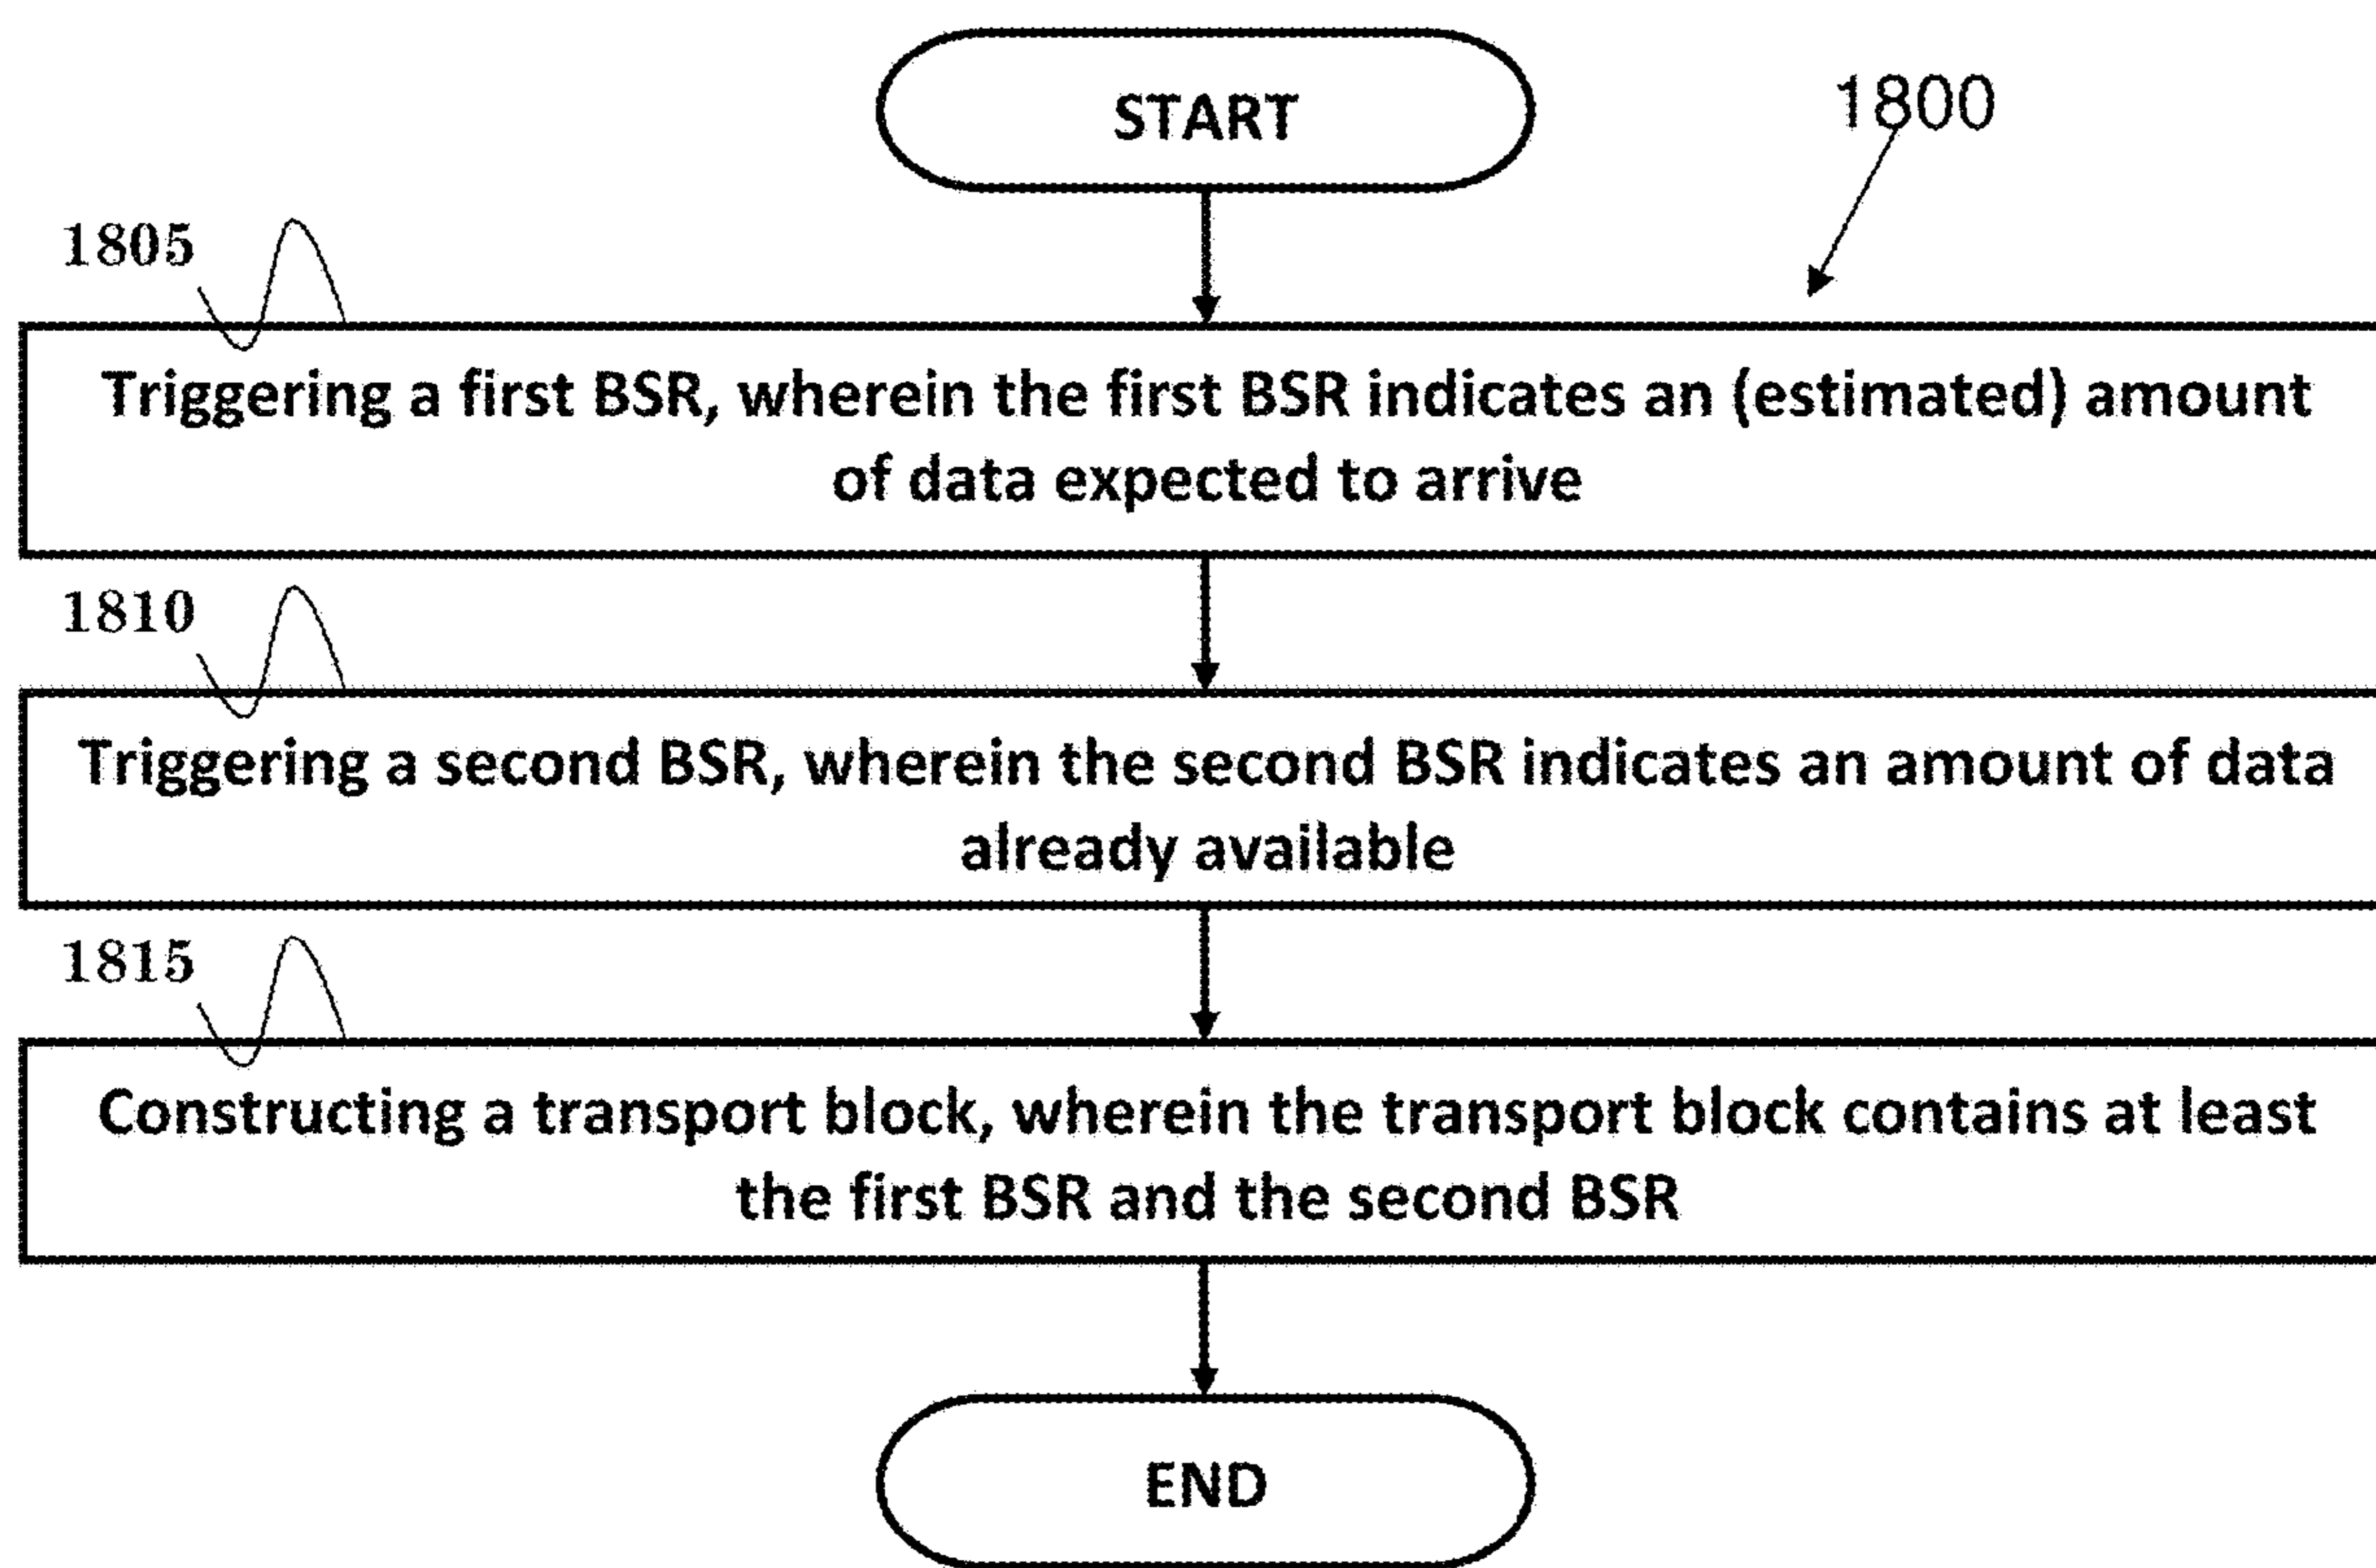 START
1800
1805
Triggering a first BSR, wherein the first BSR indicates an (estimated) amount
of data expected to arrive
1810
Triggering a second BSR, wherein the second BSR indicates an amount of data
already available
1815
Constructing a transport block, wherein the transport block contains at least
the first BSR and the second BSR
END